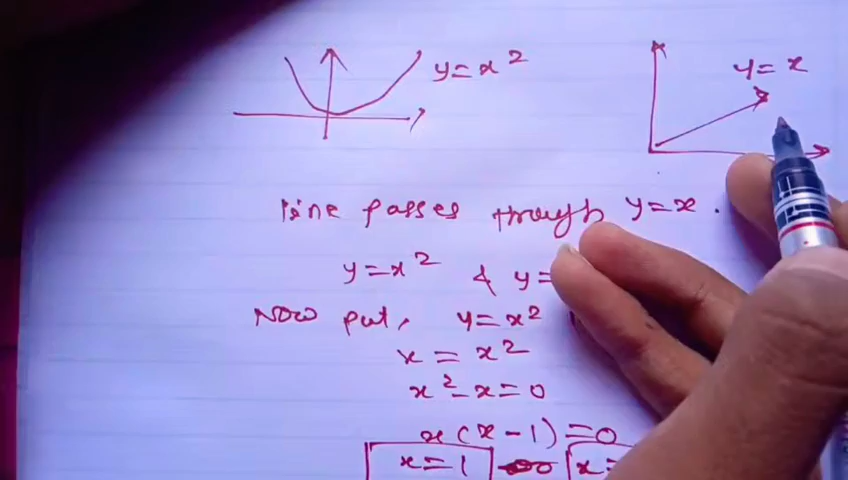 y=x²
y=x
line passes through y=x.
y=x² & y=
Now put, y=x²
x = x²
x²-x=0
x(x-1)=0
x=1 x=